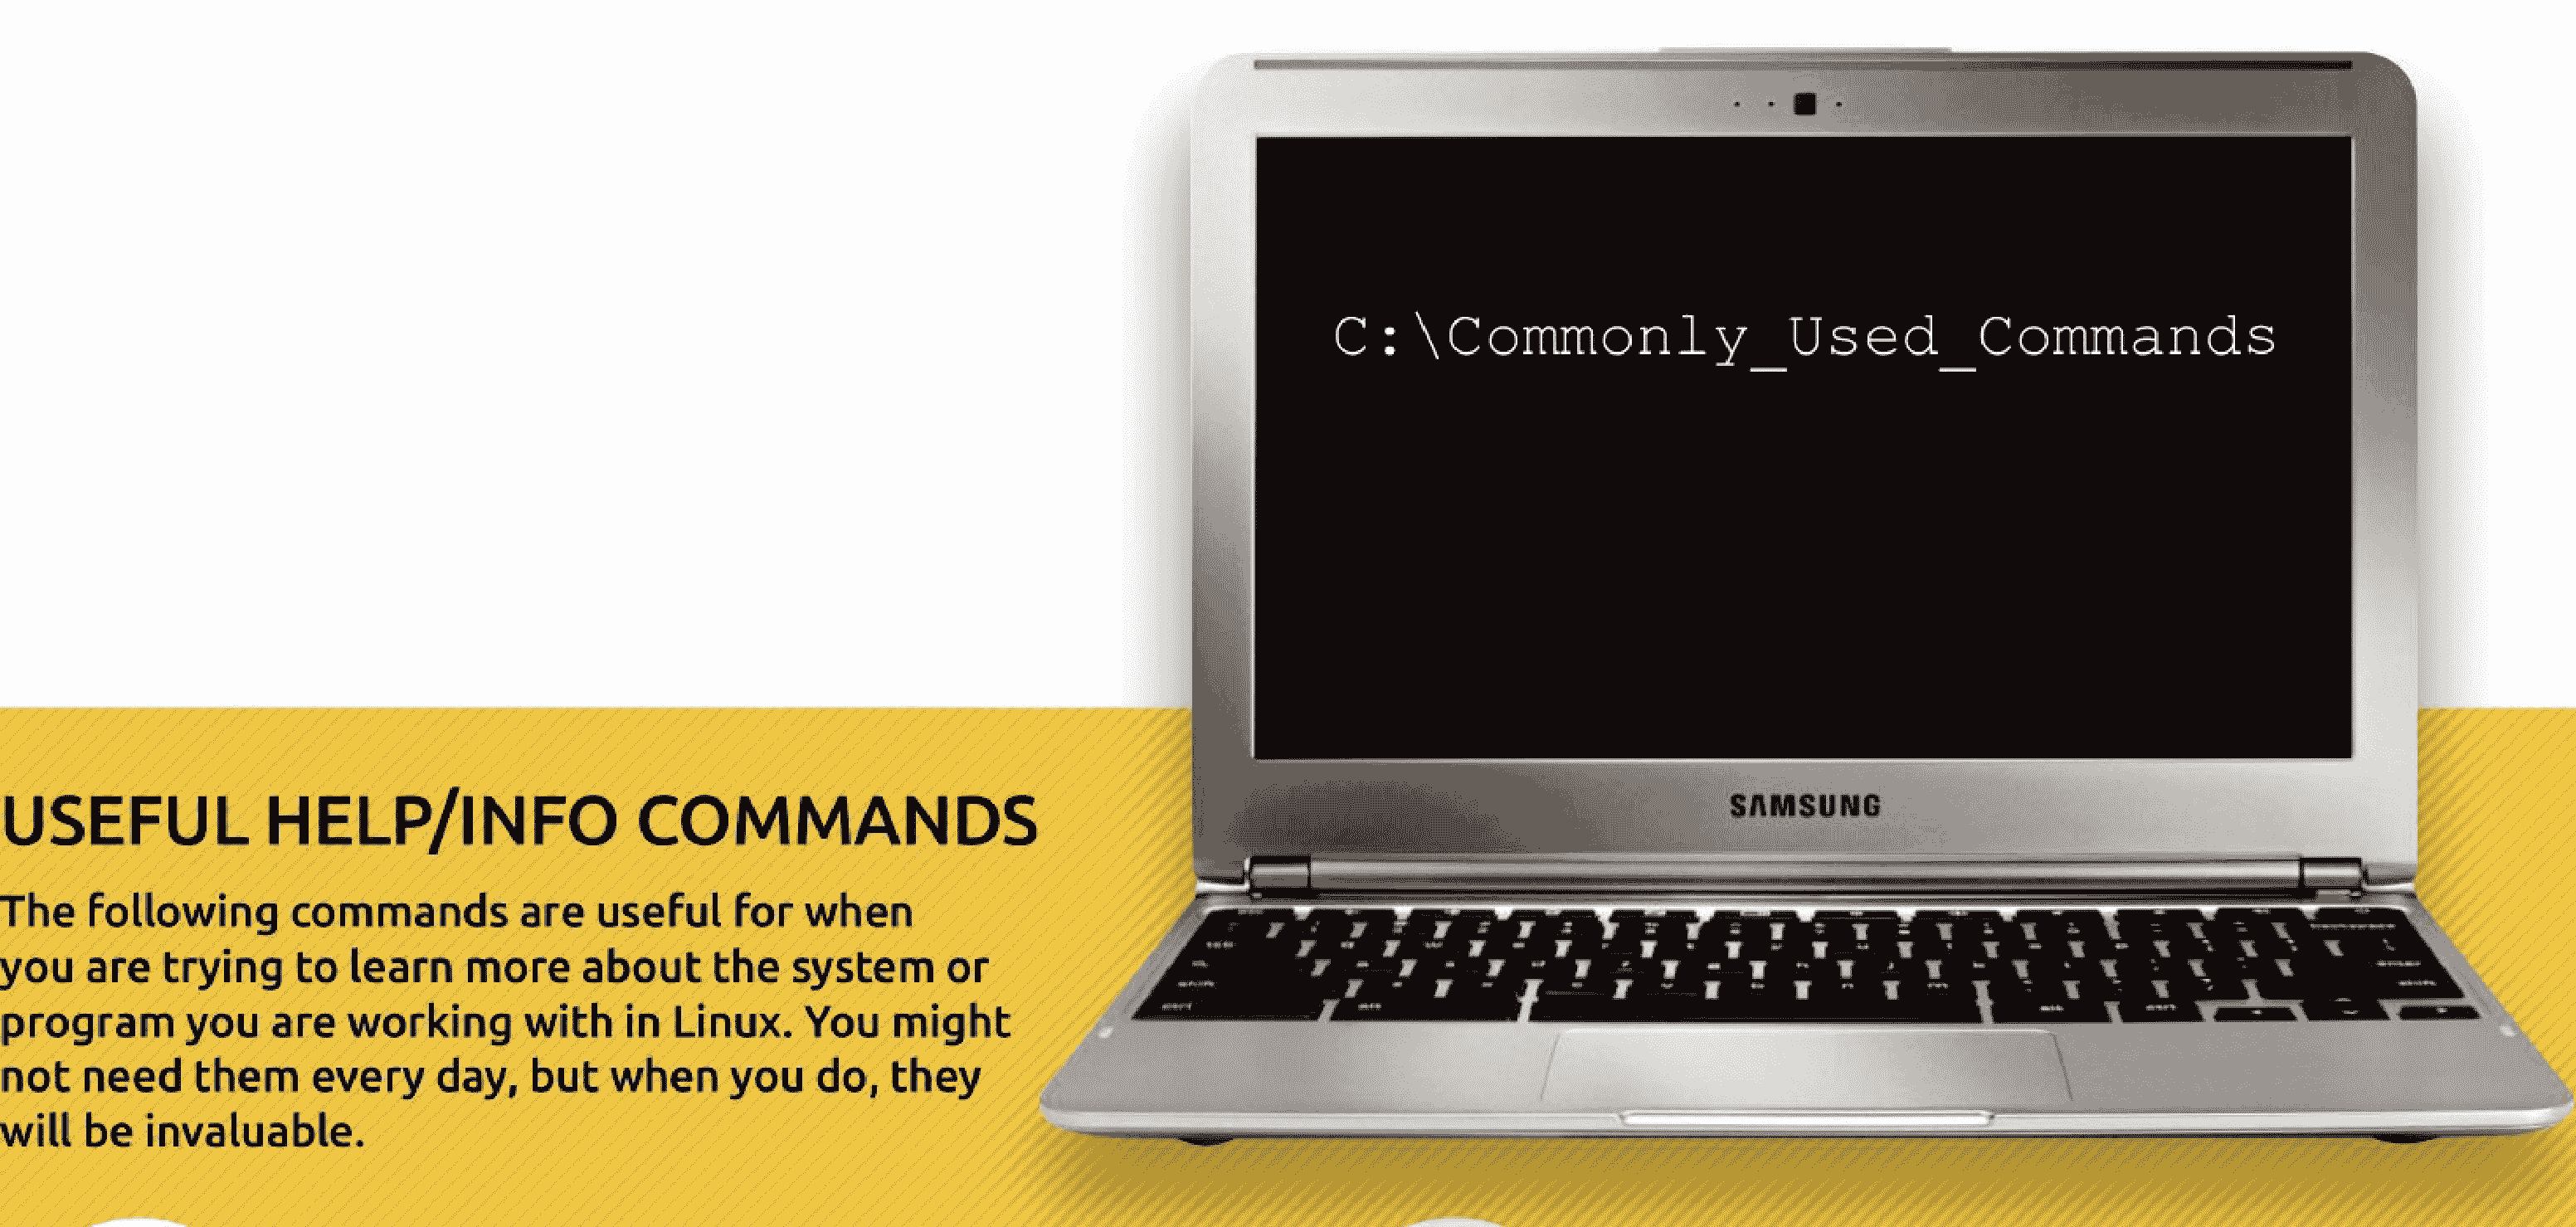 C:\Commonly_Used_Commands
SAMSUNG
USEFUL HELP/INFO COMMANDS
The following commands are useful for when
you are trying to learn more about the system or
program you are working with in Linux. You might
not need them every day, but when you do, they
will be invaluable.